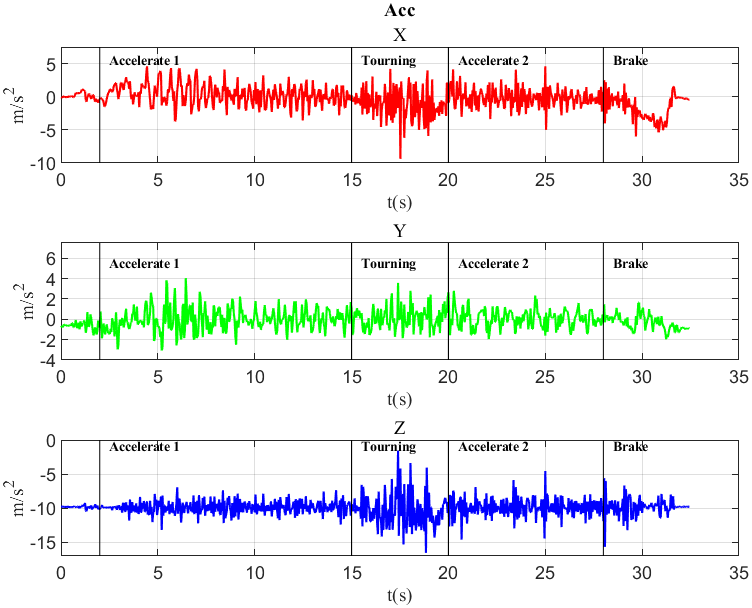 Acc
X
Accelerate 1 Tourning Accelerate 2 Brake
5
0
-5
-10
m/s2
0 5 10 15 20 25 30 35
t(s)
Y
Accelerate 1 Tourning Accelerate 2 Brake
6
4
2
0
-2
-4
m/s2
0 5 10 15 20 25 30 35
t(s)
Z
Accelerate 1 Tourning Accelerate 2 Brake
0
-5
-10
-15
m/s2
0 5 10 15 20 25 30 35
t(s)